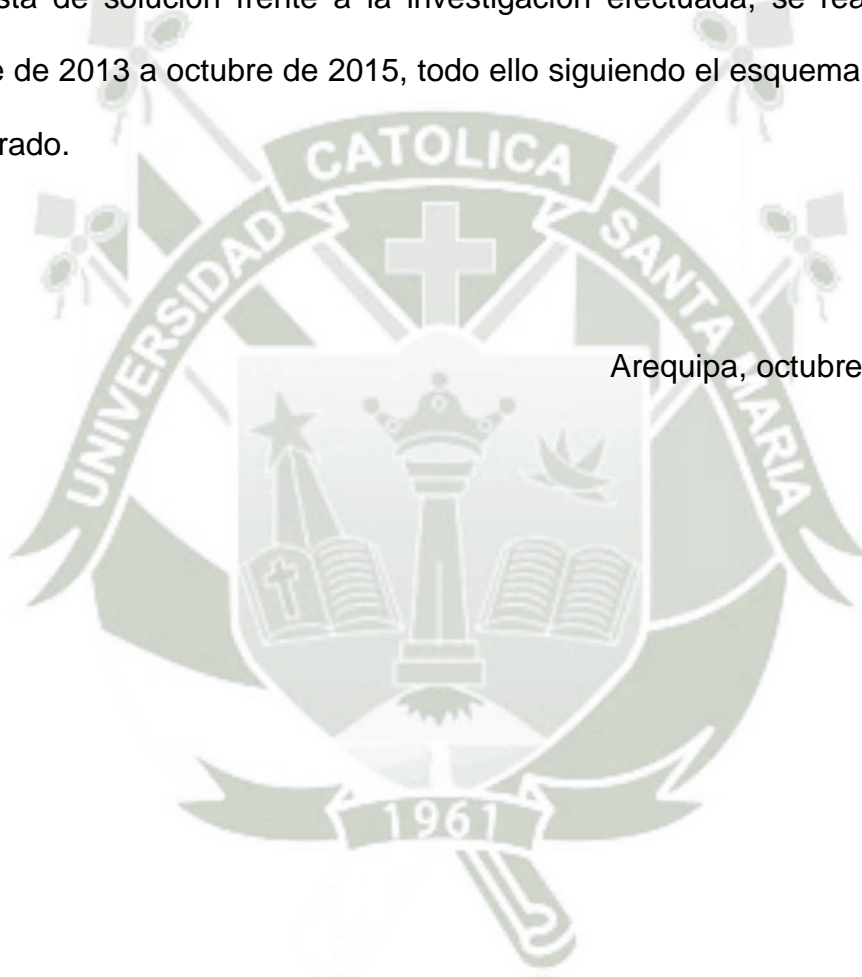 sta de solución frente a la investigación efectuada, se rea
e de 2013 a octubre de 2015, todo ello siguiendo el esquema
rado.
UNIVERSIDAD CATOLICA SANTA MARIA
Arequipa, octubre
1961